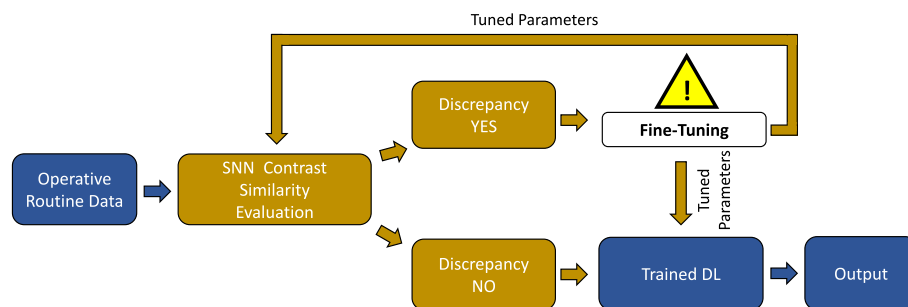 Tuned Parameters
Discrepancy
YES
!
Fine-Tuning
Operative
Routine Data
SNN Contrast
Similarity
Evaluation
Tuned
Parameters
Discrepancy
NO
Trained DL
Output